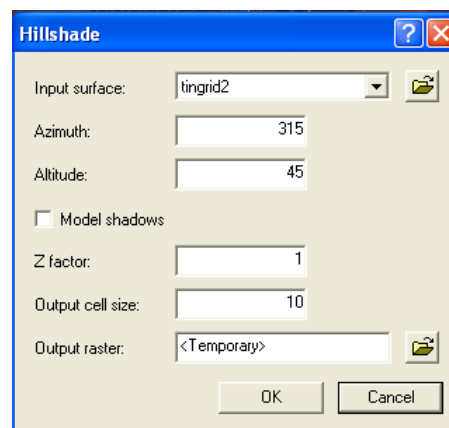 Hillshade
Input surface: tingrid2
Azimuth: 315
Altitude: 45
Model shadows
Z factor: 1
Output cell size: 10
Output raster: <Temporary>
OK Cancel